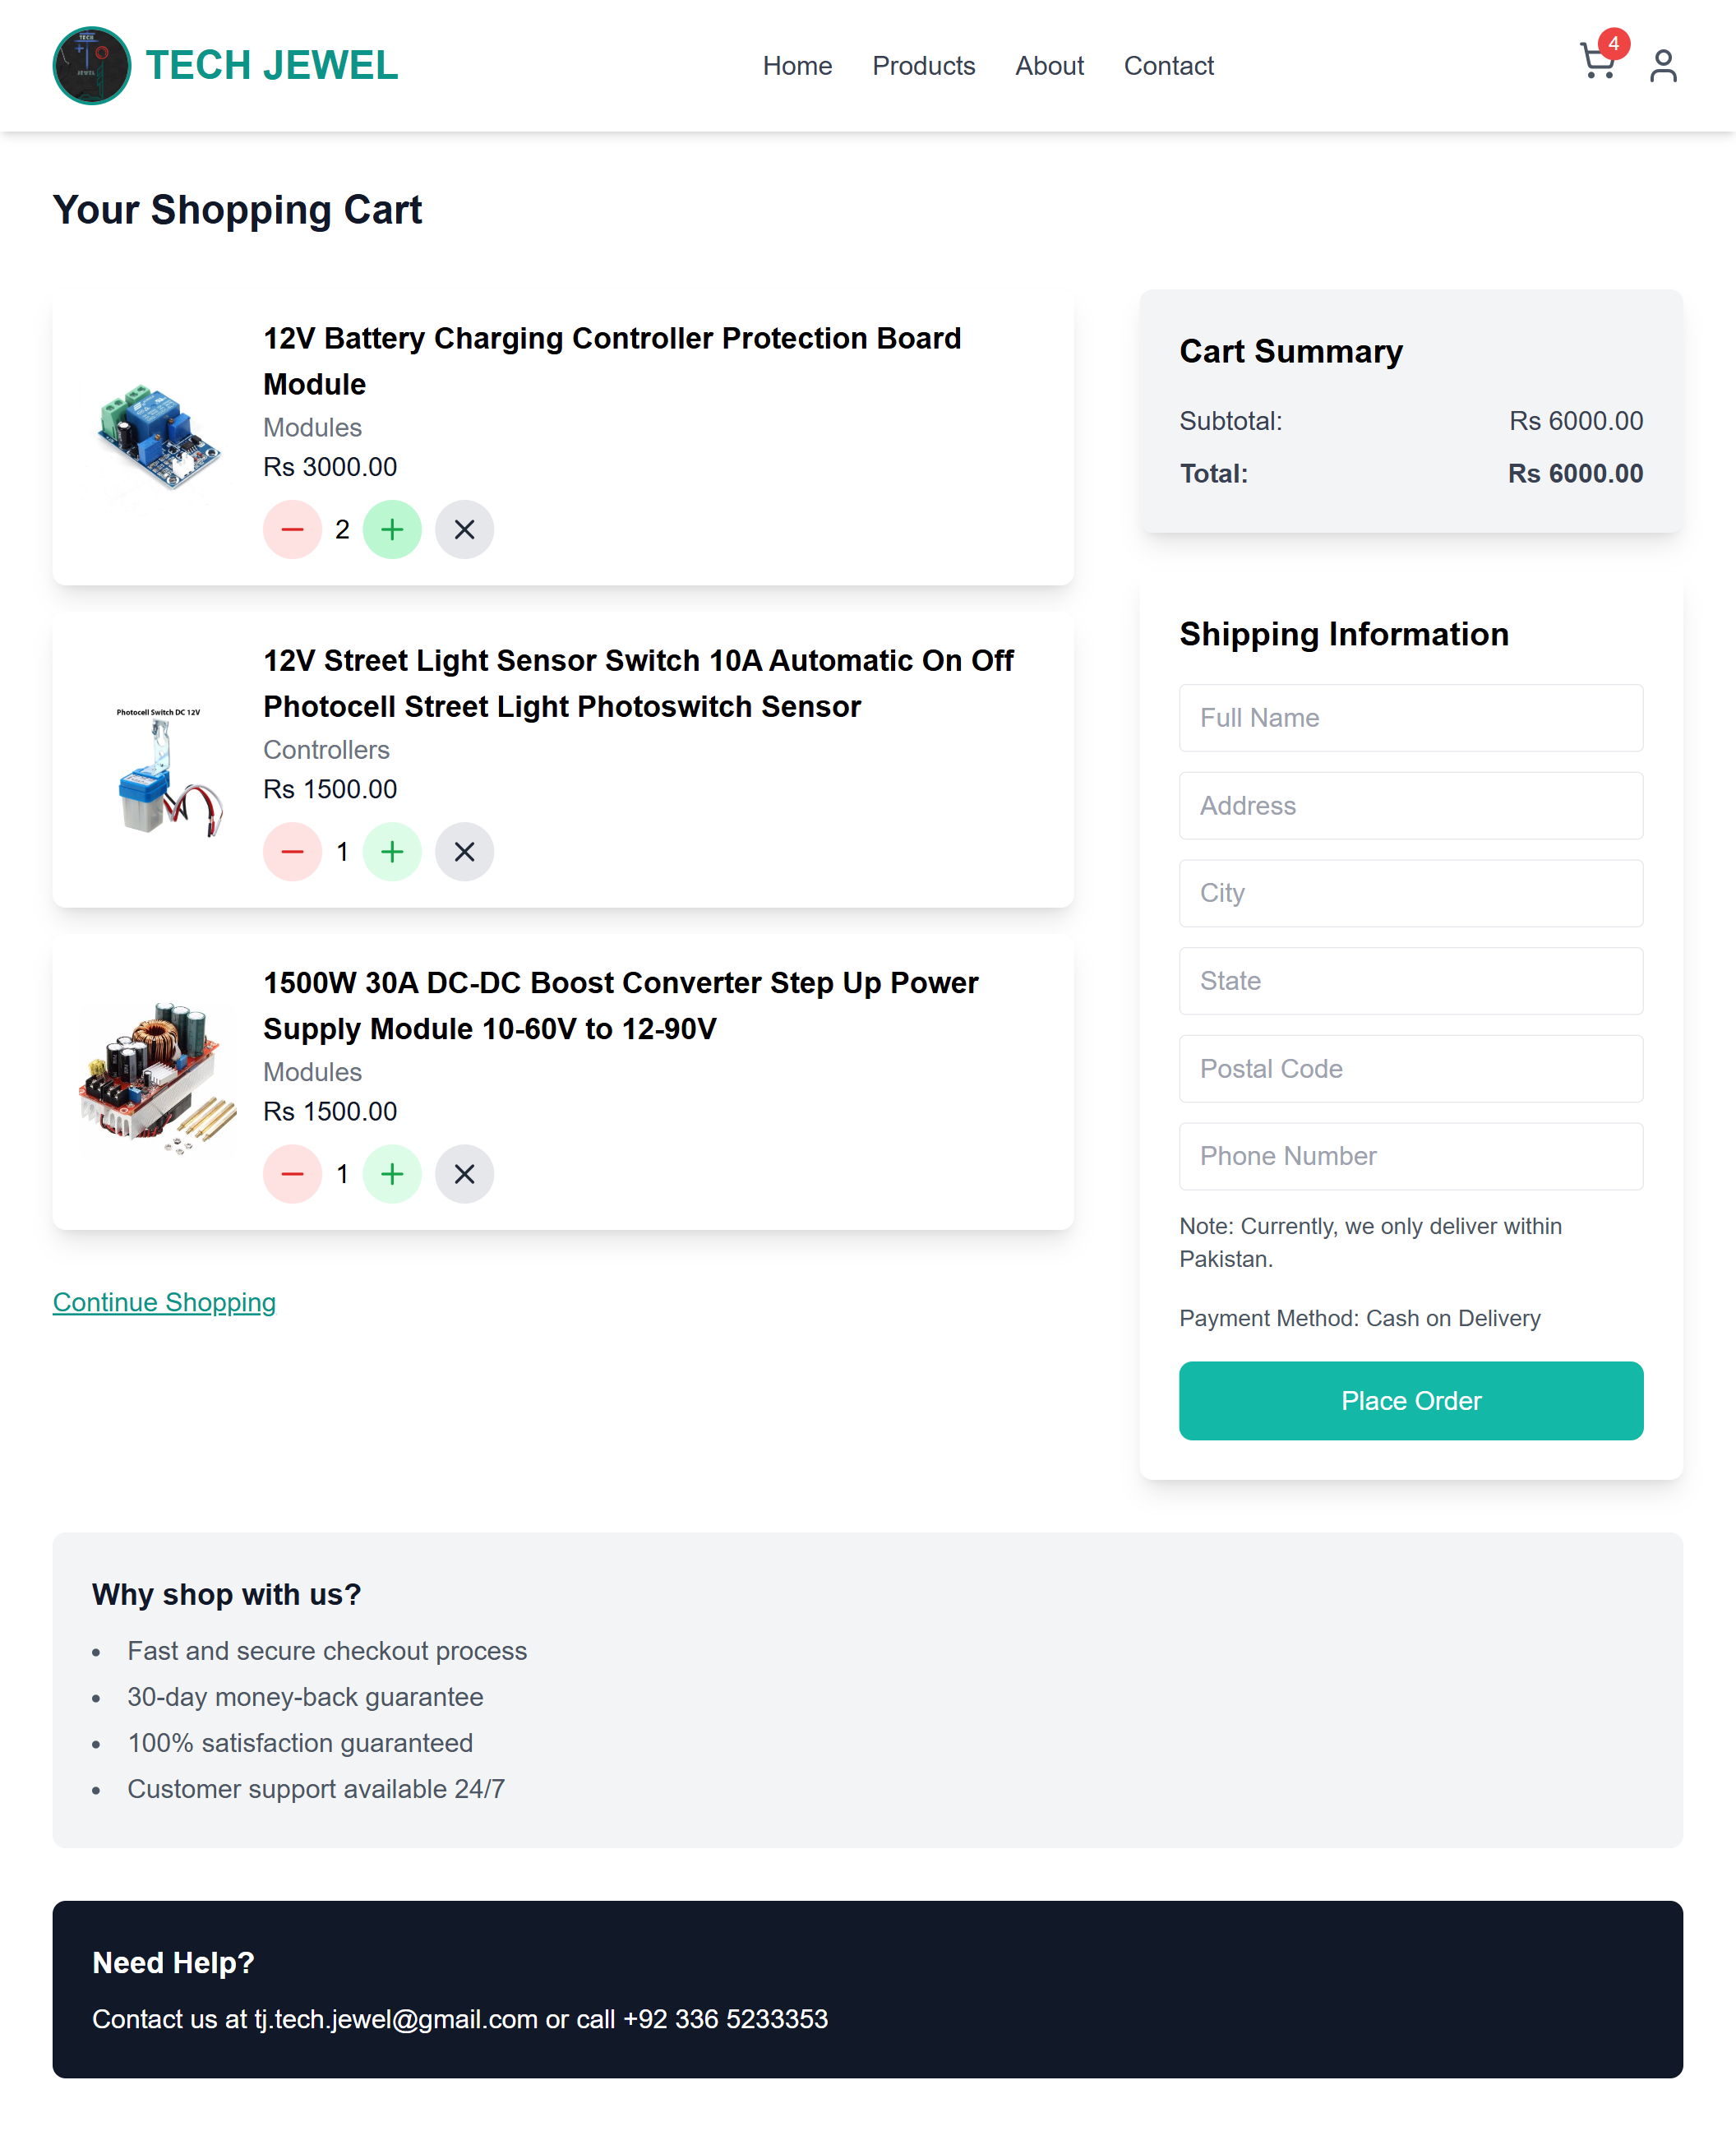 TECH
JEWEL
TECH JEWEL
Home
Products
About
Contact
4
Your Shopping Cart
12V Battery Charging Controller Protection Board
Module
Modules
Rs 3000.00
2
12V Street Light Sensor Switch 10A Automatic On Off
Photocell Street Light Photoswitch Sensor
Photocell Switch DC 12V
Controllers
Rs 1500.00
1
1500W 30A DC-DC Boost Converter Step Up Power
Supply Module 10-60V to 12-90V
Modules
Rs 1500.00
1
Continue Shopping
Cart Summary
Subtotal: Rs 6000.00
Total: Rs 6000.00
Shipping Information
Full Name
Address
City
State
Postal Code
Phone Number
Note: Currently, we only deliver within
Pakistan.
Payment Method: Cash on Delivery
Place Order
Why shop with us?
• Fast and secure checkout process
• 30-day money-back guarantee
• 100% satisfaction guaranteed
• Customer support available 24/7
Need Help?
Contact us at tj.tech.jewel@gmail.com or call +92 336 5233353